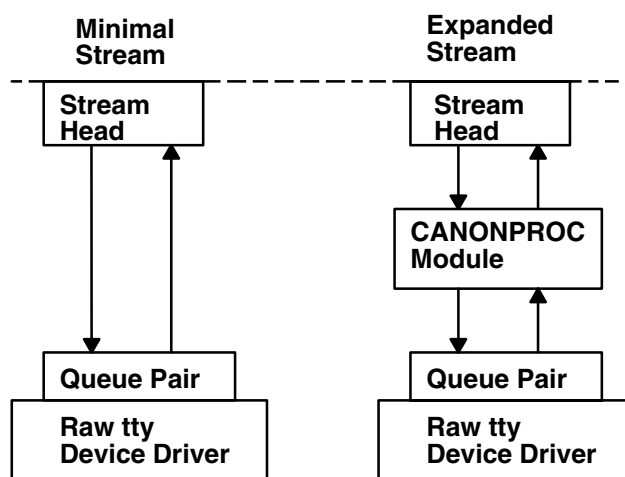 Minimal
Stream
Expanded
Stream
Stream
Head
Stream
Head
CANONPROC
Module
Queue Pair
Queue Pair
Raw tty
Device Driver
Raw tty
Device Driver